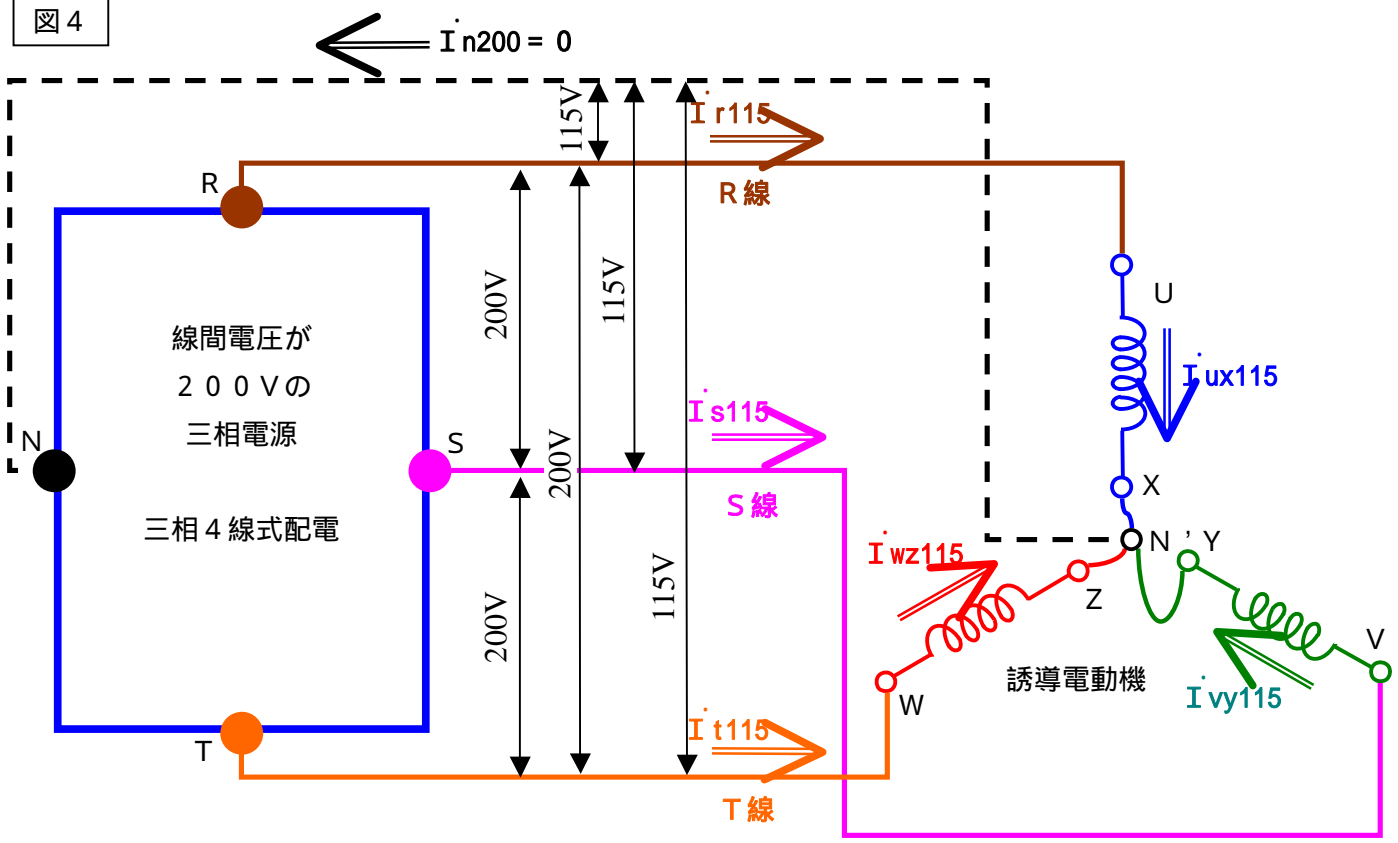 図４
İn200 = 0
115V
İr115
R
R線
200V
115V
U
線間電圧が
２００Ｖの
三相電源
İux115
İs115
N
S
200V
X
S線
三相４線式配電
N’
Y
İwz115
115V
Z
200V
V
誘導電動機
İvy115
W
İt115
T
T線